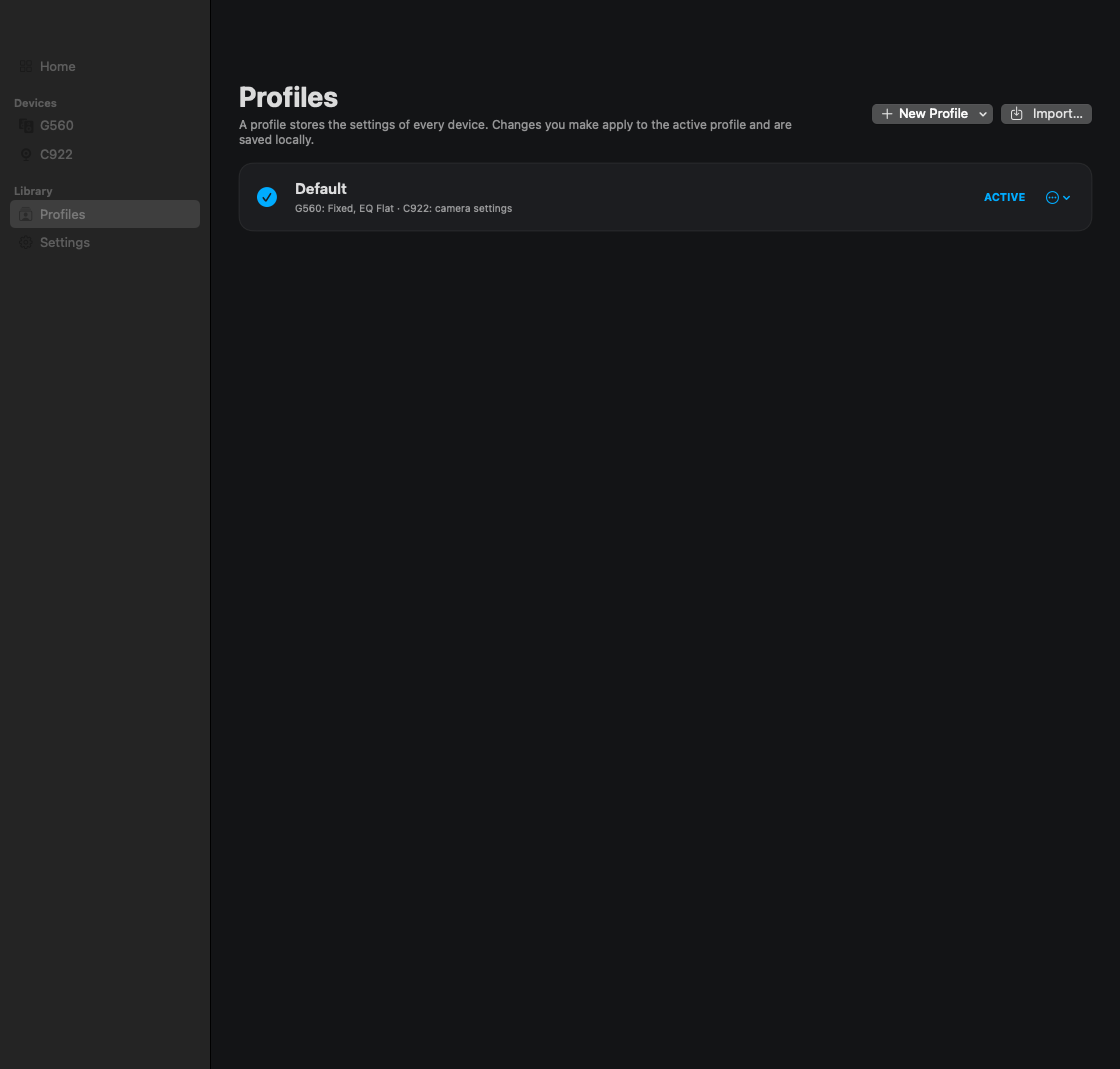 Home
Devices
G560
C922
Library
Profiles
Settings
Profiles
A profile stores the settings of every device. Changes you make apply to the active profile and are
saved locally.
New Profile
Import...
Default
G560: Fixed, EQ Flat · C922: camera settings
ACTIVE